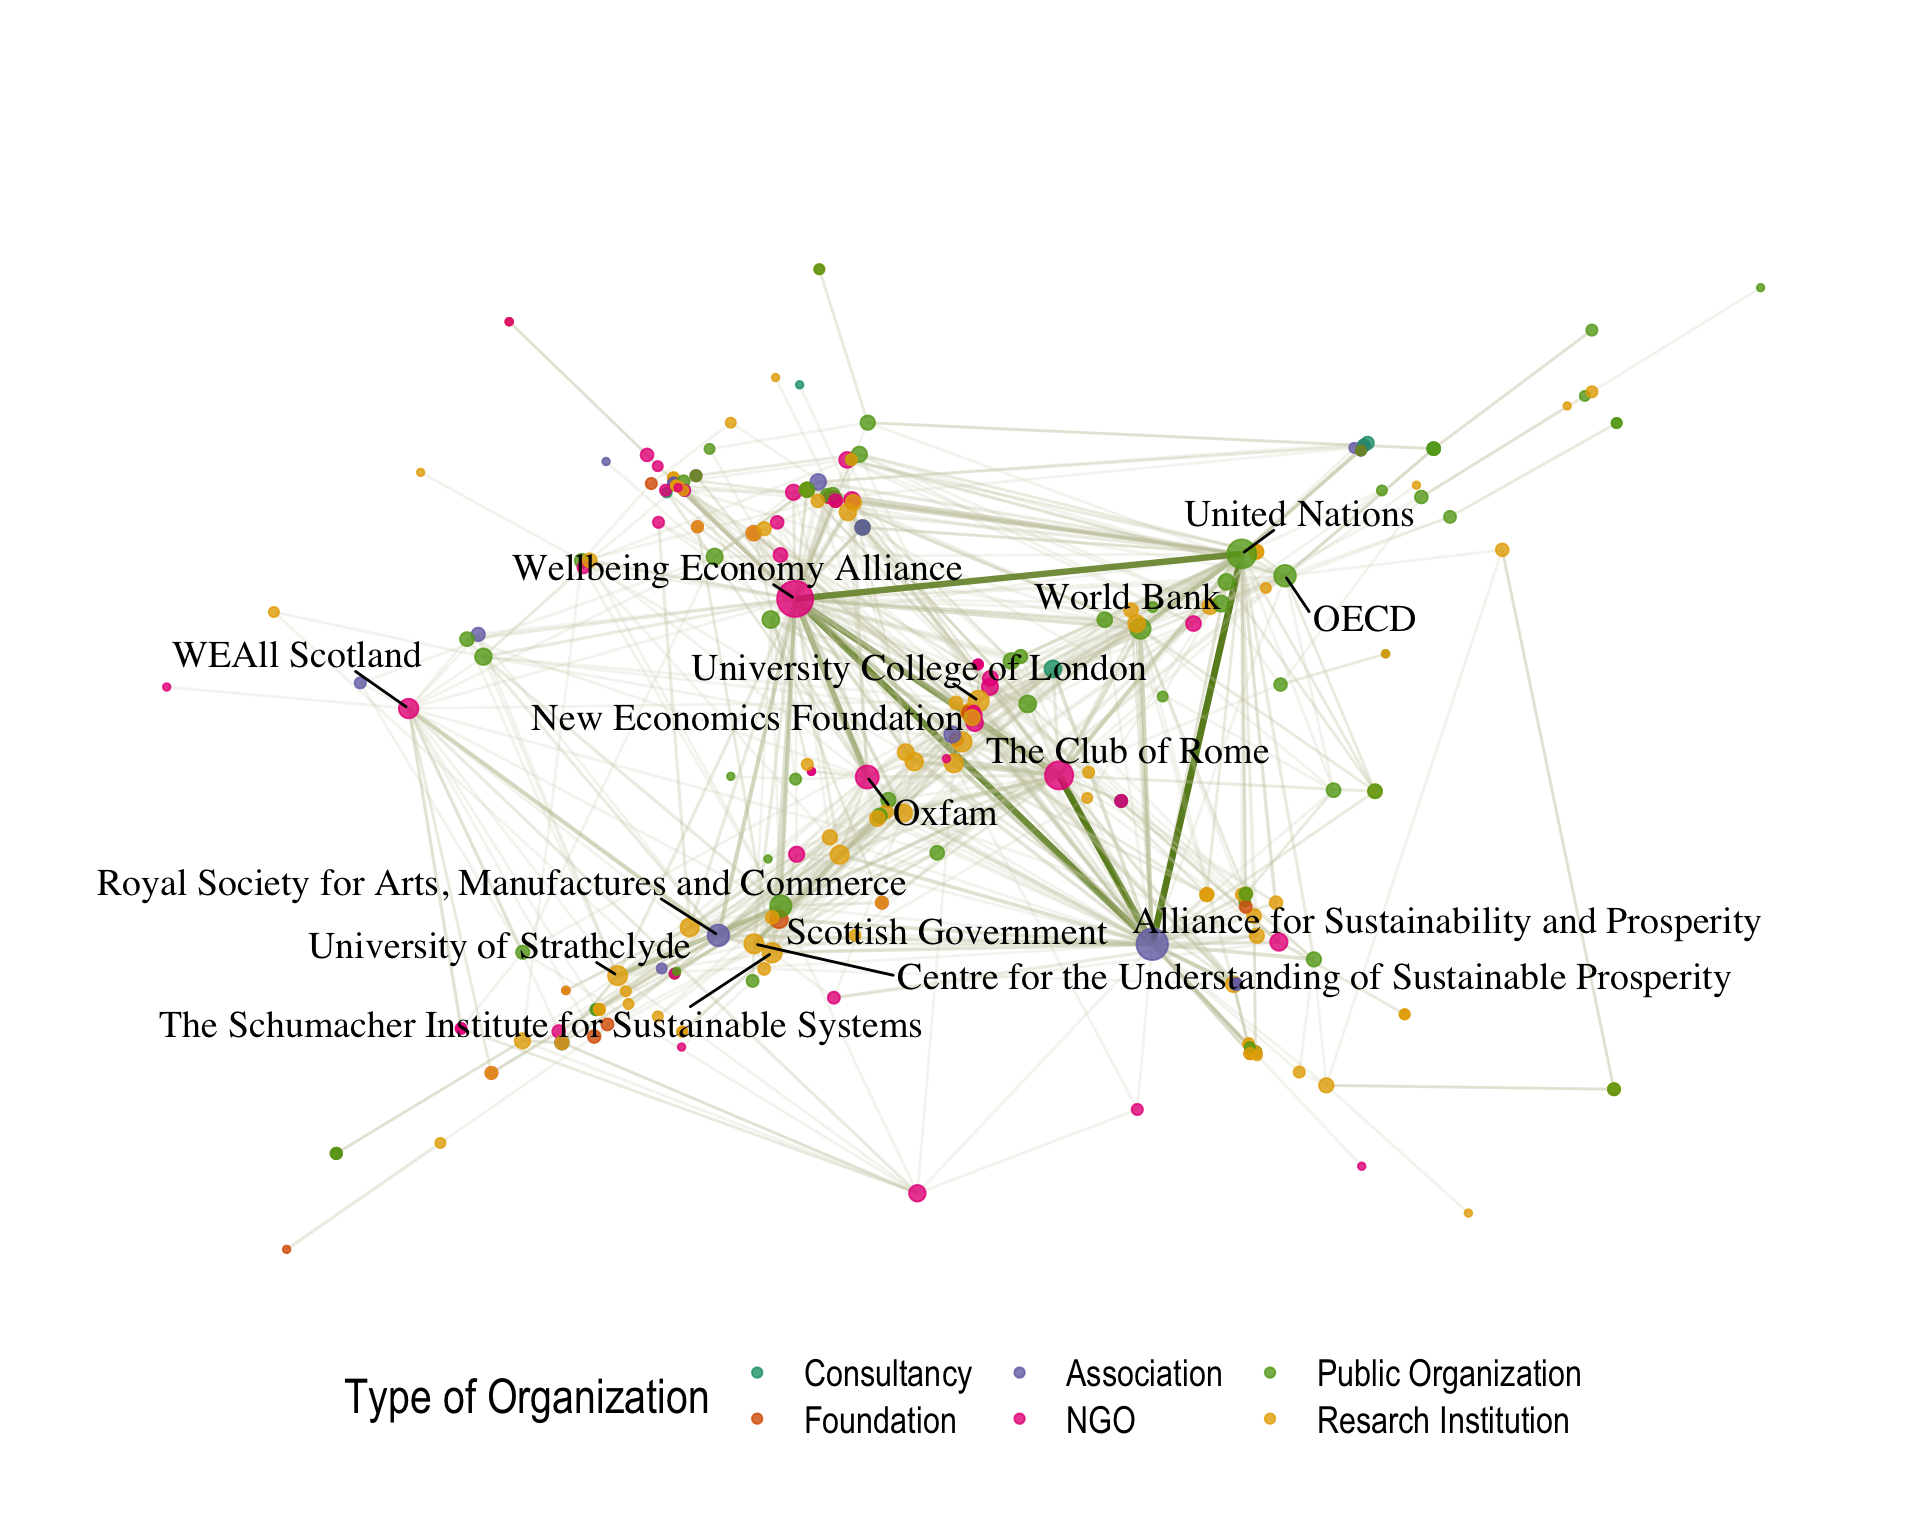 United Nations
Wellbeing Economy Alliance
World Bank
OECD
WEAll Scotland
University College of London
New Economics Foundation
The Club of Rome
Oxfam
Royal Society for Arts, Manufactures and Commerce
Alliance for Sustainability and Prosperity
Scottish Government
University of Strathclyde
Centre for the Understanding of Sustainable Prosperity
The Schumacher Institute for Sustainable Systems
Type of Organization
Consultancy
Foundation
Association
NGO
Public Organization
Resarch Institution